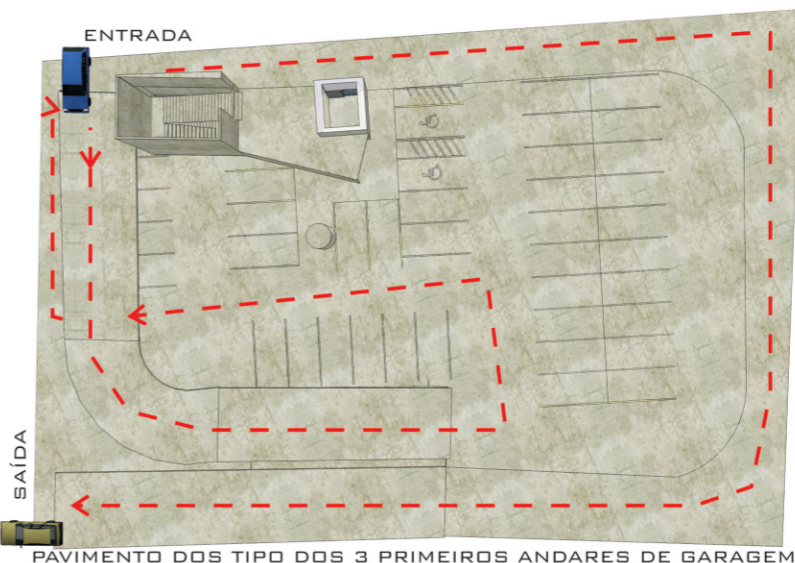 ENTRADA
SAÍDA
PAVIMENTO DOS TIPO DOS 3 PRIMEIROS ANDARES DE GARAGEM